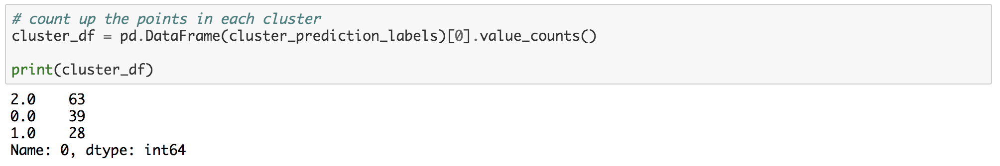 # count up the points in each cluster
cluster_df = pd.DataFrame(cluster_prediction_labels)[0].value_counts()
print(cluster_df)
2.0    63
0.0    39
1.0    28
Name: 0, dtype: int64